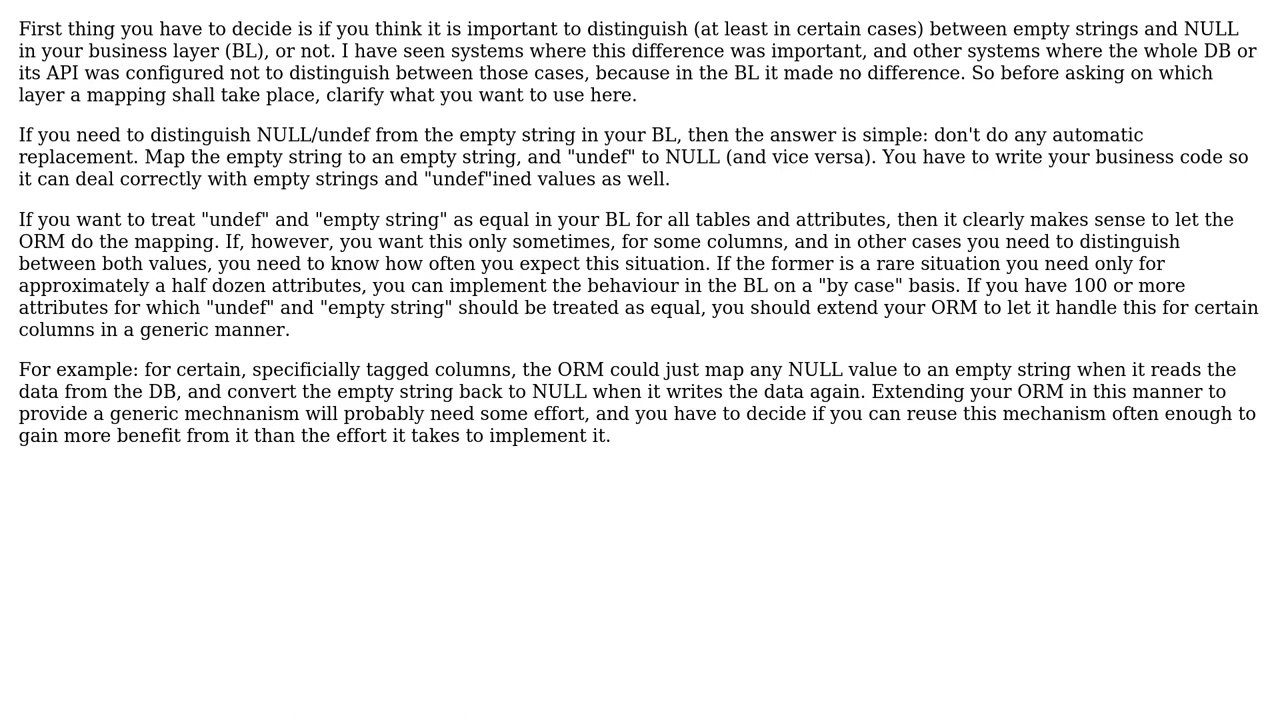 First thing you have to decide is if you think it is important to distinguish (at least in certain cases) between empty strings and NULL
in your business layer (BL), or not. I have seen systems where this difference was important, and other systems where the whole DB or
its API was configured not to distinguish between those cases, because in the BL it made no difference. So before asking on which
layer a mapping shall take place, clarify what you want to use here.
If you need to distinguish NULL/undef from the empty string in your BL, then the answer is simple: don't do any automatic
replacement. Map the empty string to an empty string, and "undef" to NULL (and vice versa). You have to write your business code so
it can deal correctly with empty strings and "undef"ined values as well.
If you want to treat "undef" and "empty string" as equal in your BL for all tables and attributes, then it clearly makes sense to let the
ORM do the mapping. If, however, you want this only sometimes, for some columns, and in other cases you need to distinguish
between both values, you need to know how often you expect this situation. If the former is a rare situation you need only for
approximately a half dozen attributes, you can implement the behaviour in the BL on a "by case" basis. If you have 100 or more
attributes for which "undef" and "empty string" should be treated as equal, you should extend your ORM to let it handle this for certain
columns in a generic manner.
For example: for certain, specificially tagged columns, the ORM could just map any NULL value to an empty string when it reads the
data from the DB, and convert the empty string back to NULL when it writes the data again. Extending your ORM in this manner to
provide a generic mechnanism will probably need some effort, and you have to decide if you can reuse this mechanism often enough to
gain more benefit from it than the effort it takes to implement it.